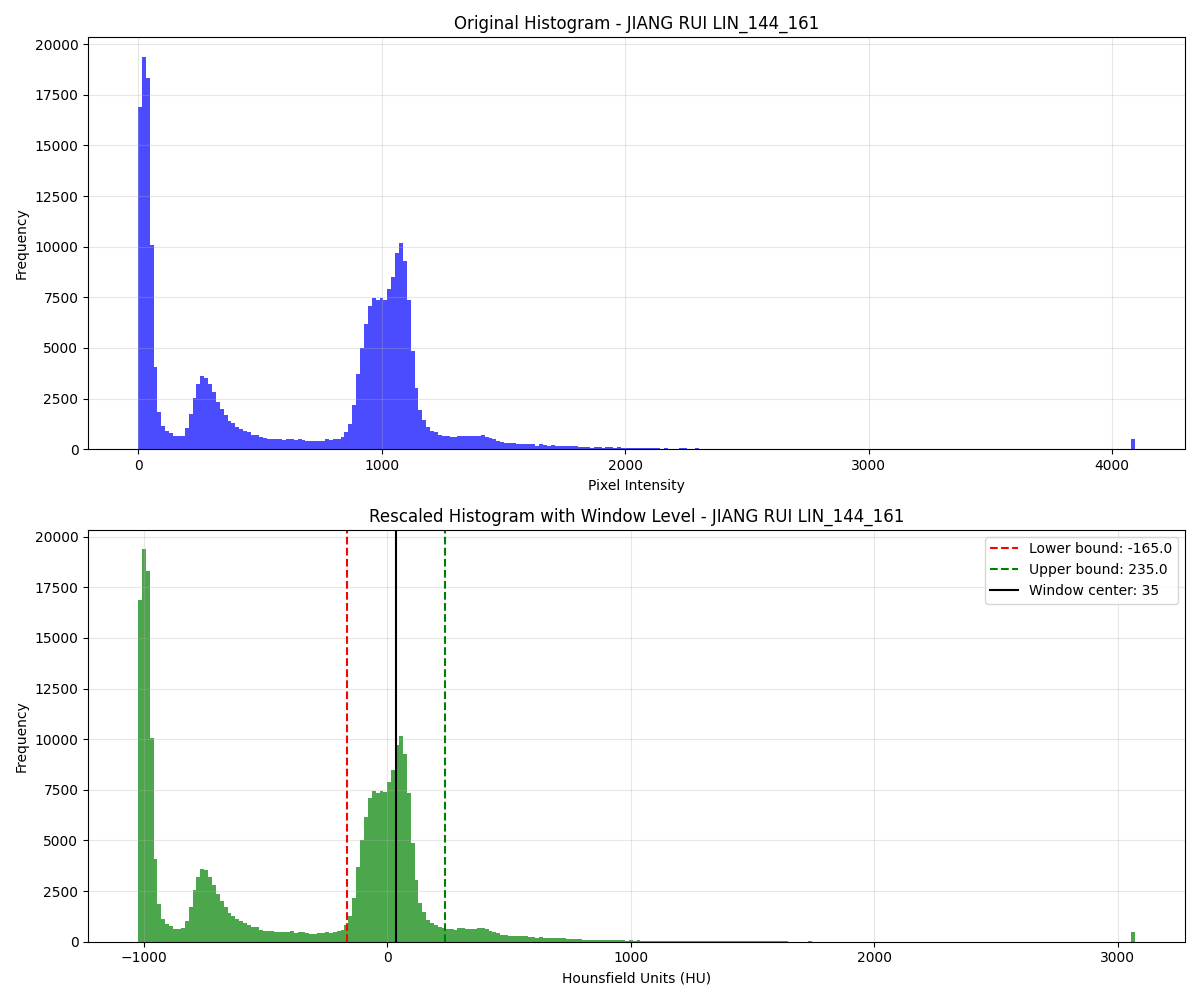 Original Histogram - JIANG RUI LIN_144_161
Frequency
20000
17500
15000
12500
10000
7500
5000
2500
0
0 1000 2000 3000 4000
Pixel Intensity
Rescaled Histogram with Window Level - JIANG RUI LIN_144_161
Frequency
20000
17500
15000
12500
10000
7500
5000
2500
0
Lower bound: -165.0
Upper bound: 235.0
Window center: 35
−1000 0 1000 2000 3000
Hounsfield Units (HU)